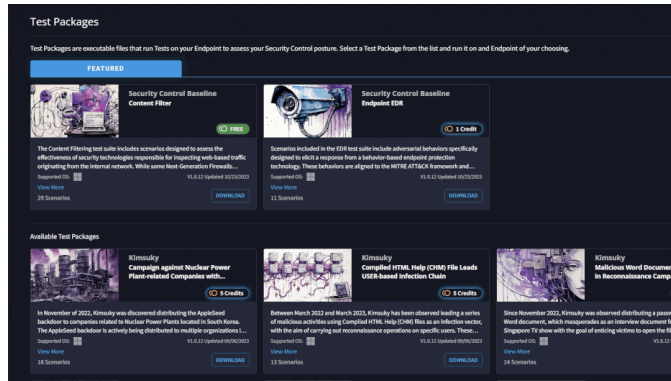 Test Packages
Test Packages are executable files that run Tests on your Endpoint to assess your Security Control posture. Select a Test Package from the list and run it on and Endpoint of your choosing.
FEATURED
Security Control Baseline
Content Filter
FREE
The Content Filtering test suite includes scenarios designed to assess the
effectiveness of security technologies responsible for inspecting web-based traffic
originating from the internal network. While some Next-Generation Firewalls...
Supported OS:
V1.0.12 Updated 10/23/2023
View More
29 Scenarios
DOWNLOAD
Security Control Baseline
Endpoint EDR
1 Credit
Scenarios included in the EDR test suite include adversarial behaviors specifically
designed to elicit a response from a behavior-based endpoint protection
technology. These behaviors are aligned to the MITRE ATT&CK framework and...
Supported OS:
V1.0.12 Updated 10/23/2023
View More
11 Scenarios
DOWNLOAD
Available Test Packages
Kimsuky
Campaign against Nuclear Power
Plant-related Companies with...
5 Credits
In November of 2022, Kimsuky was discovered distributing the AppleSeed
backdoor to companies related to Nuclear Power Plants located in South Korea.
The AppleSeed backdoor is actively being distributed to multiple organizations i...
Supported OS:
V1.0.12 Updated 09/06/2023
View More
18 Scenarios
DOWNLOAD
Kimsuky
Compiled HTML Help (CHM) File Leads
USER-based Infection Chain
5 Credits
Between March 2022 and March 2023, Kimsuky has been observed leading a series
of malicious activities using Compiled HTML Help (CHM) files as an infection vector,
with the aim of carrying out reconnaissance operations on specific users. These...
Supported OS:
V1.0.12 Updated 09/06/2023
View More
13 Scenarios
DOWNLOAD
Kimsuky
Malicious Word Documen
in Reconnaissance Camp
Since November 2022, Kimsuky was observed distributing a passw
Word document, which masquerades as an interview document f
Singapore TV show with the goal of enticing victims to open the fil
Supported OS:
V1.0.12
View More
14 Scenarios